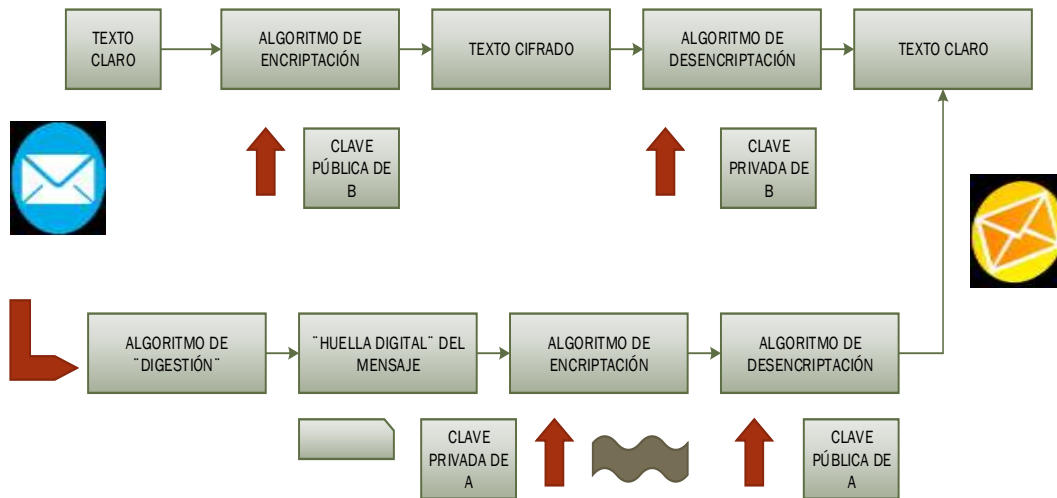 TEXTO
CLARO
ALGORITMO DE
ENCRIPTACIÓN
TEXTO CIFRADO
ALGORITMO DE
DESENCRIPTACIÓN
TEXTO CLARO
CLAVE
PÚBLICA DE
B
CLAVE
PRIVADA DE
B
ALGORITMO DE
¨DIGESTIÓN¨
¨HUELLA DIGITAL¨ DEL
MENSAJE
ALGORITMO DE
ENCRIPTACIÓN
ALGORITMO DE
DESENCRIPTACIÓN
CLAVE
PRIVADA DE
A
CLAVE
PÚBLICA DE
A